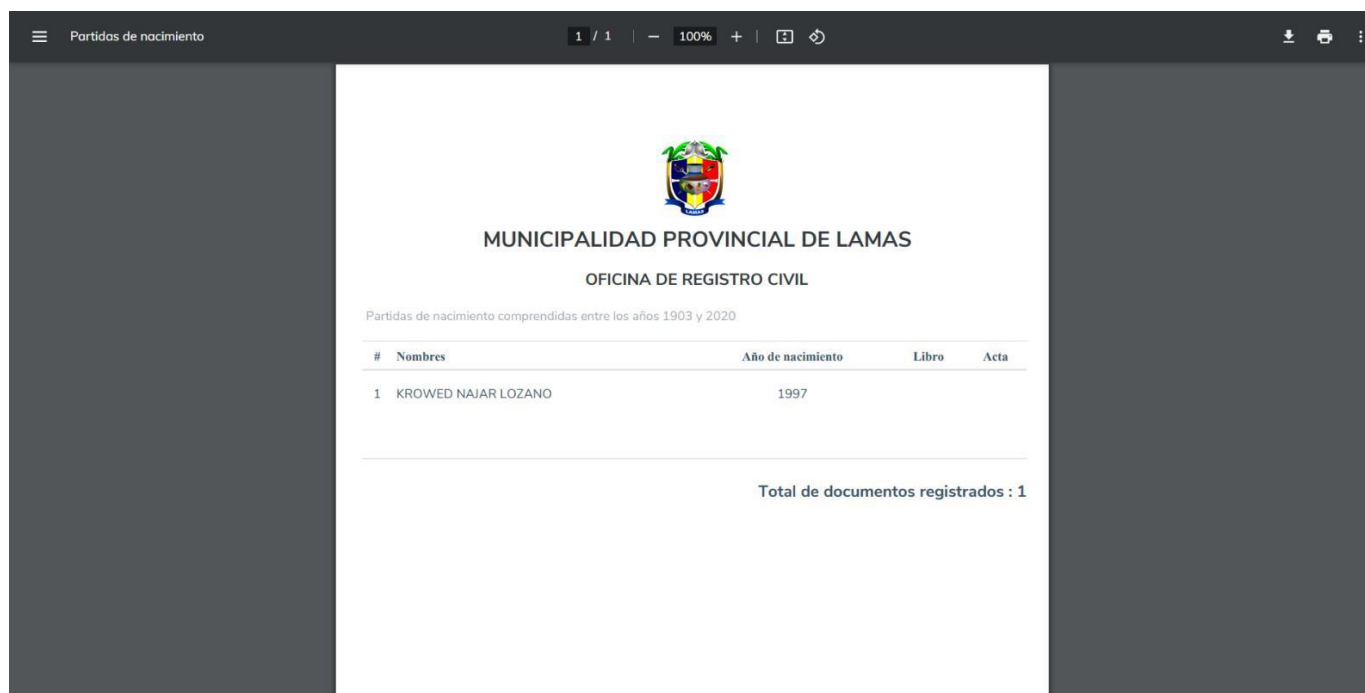 Partidas de nacimiento
1 / 1
100%
LAMAS
MUNICIPALIDAD PROVINCIAL DE LAMAS
OFICINA DE REGISTRO CIVIL
Partidas de nacimiento comprendidas entre los años 1903 y 2020
# Nombres Año de nacimiento Libro Acta
1 KROWED NAJAR LOZANO 1997
Total de documentos registrados : 1